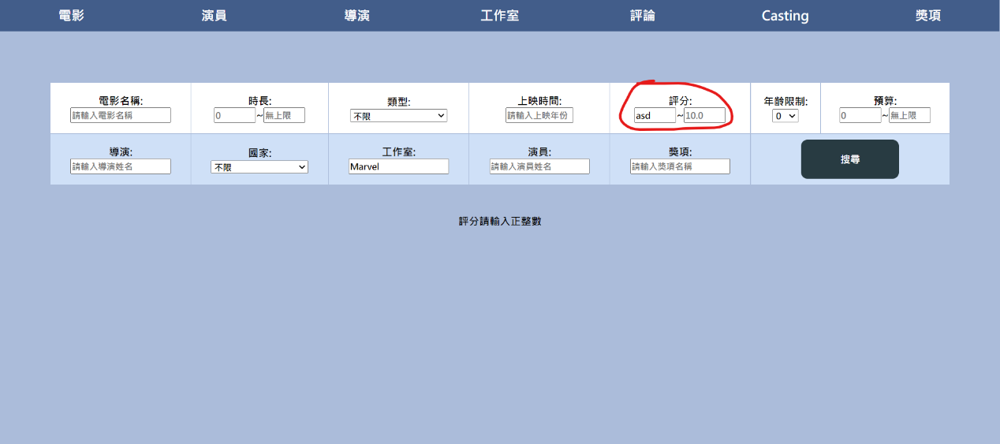 電影 演員 導演 工作室 評論 Casting 獎項
電影名稱: 時長: 類型: 上映時間: 評分: 年齡限制: 預算:
請輸入電影名稱 0 ~ 無上限 不限 請輸入上映年份 asd ~ 10.0 0 0 ~ 無上限
導演: 國家: 工作室: 演員: 獎項:
請輸入導演姓名 不限 Marvel 請輸入演員姓名 請輸入獎項名稱 搜尋
評分請輸入正整數